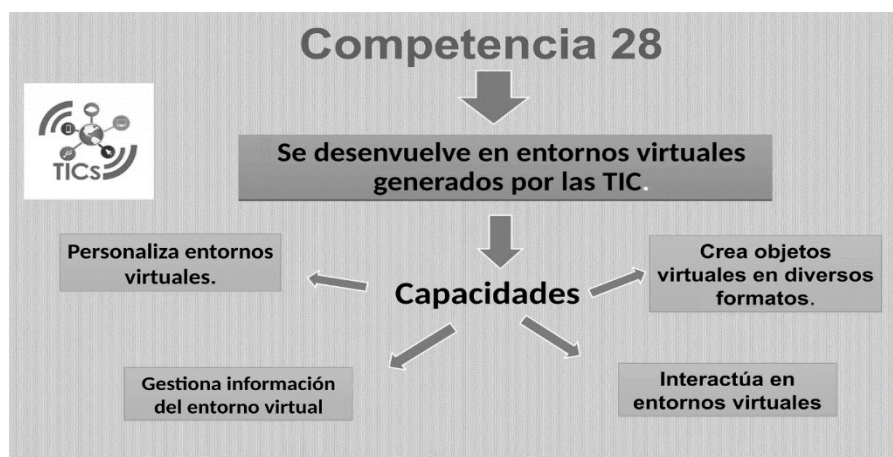 Competencia 28
TICs
Se desenvuelve en entornos virtuales
generados por las TIC.
Personaliza entornos
virtuales.
Capacidades
Crea objetos
virtuales en diversos
formatos.
Gestiona información
del entorno virtual
Interactúa en
entornos virtuales